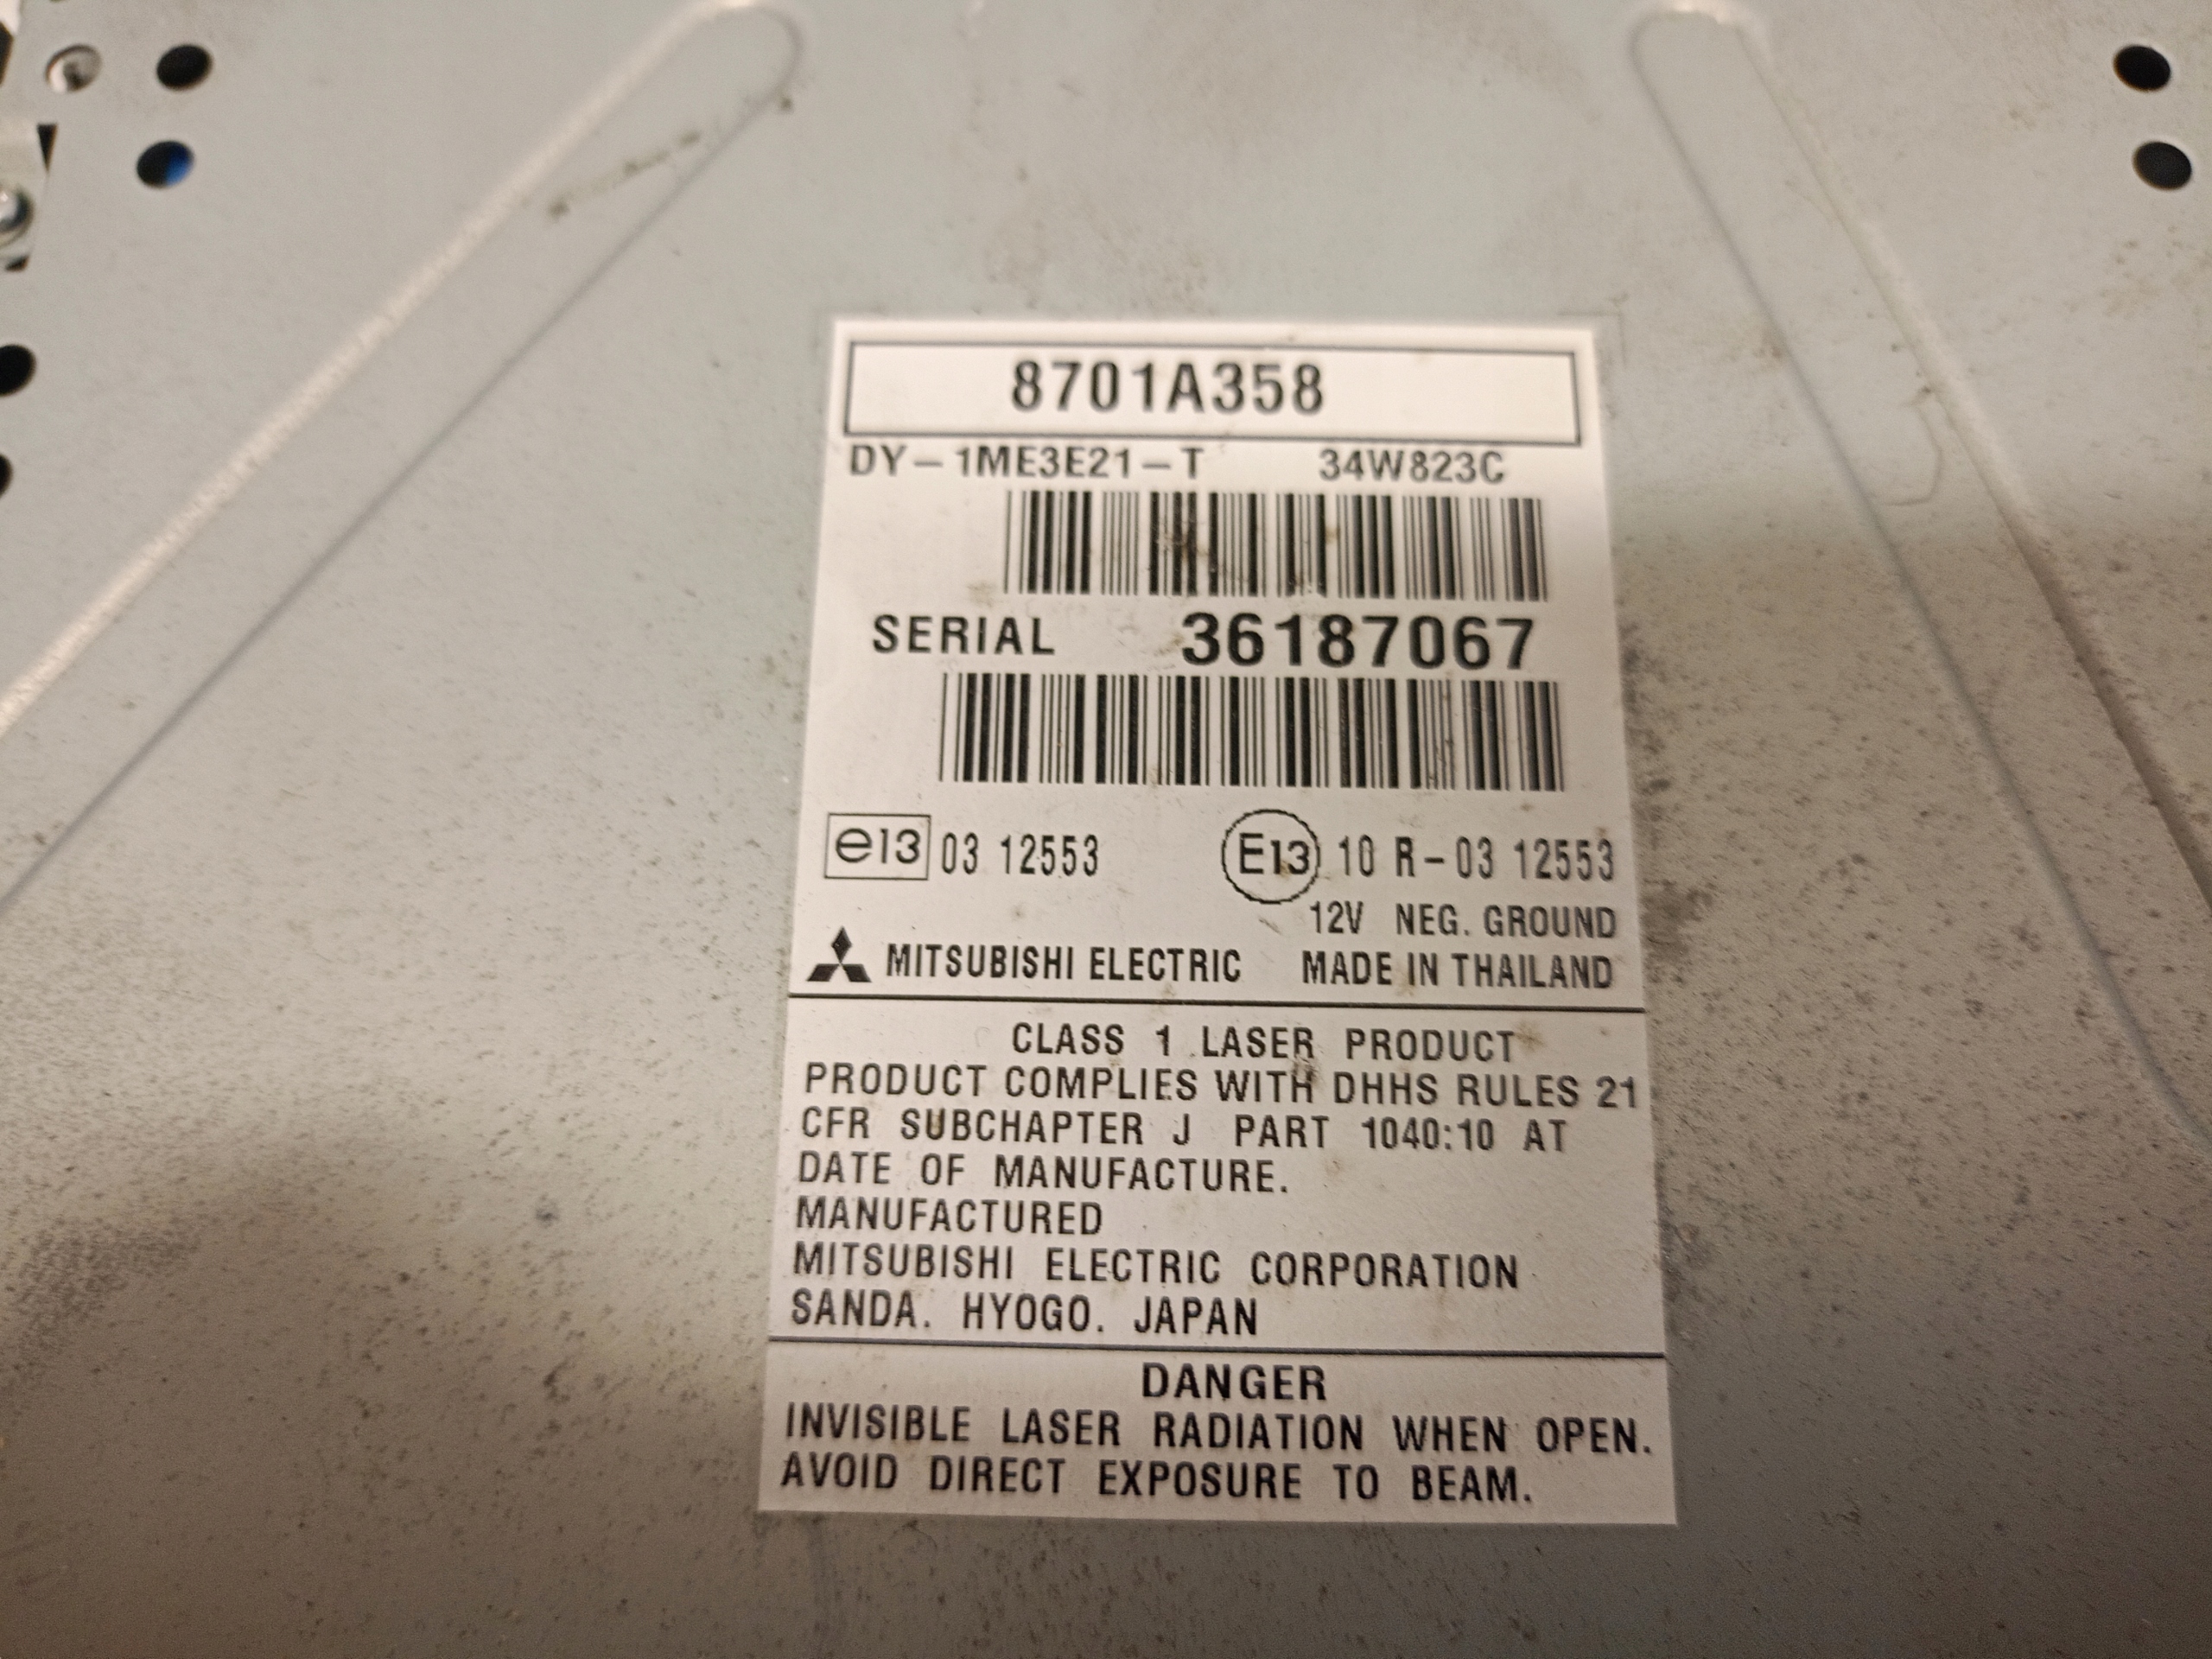 8701A358
DY-1ME3E21-T 34W823C
SERIAL 36187067
e13 03 12553 E13 10 R-03 12553
12V NEG. GROUND
MITSUBISHI ELECTRIC MADE IN THAILAND
CLASS 1 LASER PRODUCT
PRODUCT COMPLIES WITH DHHS RULES 21
CFR SUBCHAPTER J PART 1040:10 AT
DATE OF MANUFACTURE.
MANUFACTURED
MITSUBISHI ELECTRIC CORPORATION
SANDA. HYOGO. JAPAN
DANGER
INVISIBLE LASER RADIATION WHEN OPEN.
AVOID DIRECT EXPOSURE TO BEAM.